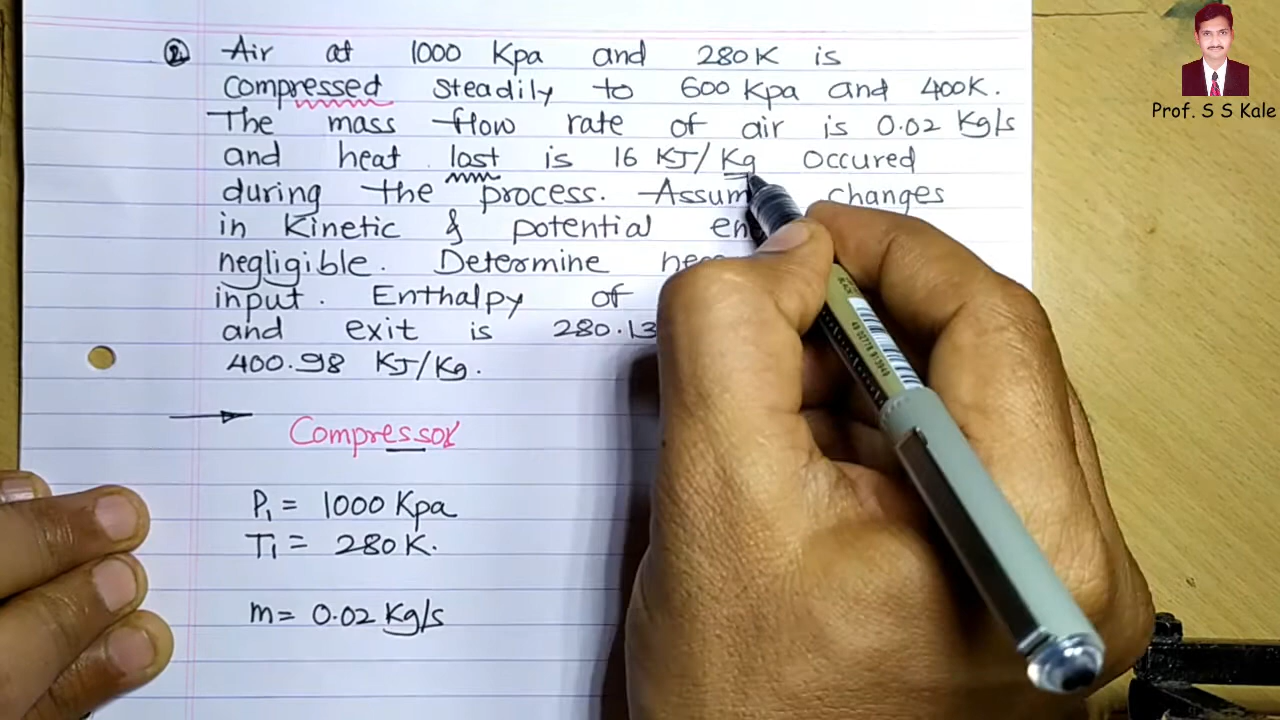 ② Air at 1000 Kpa and 280K is
compressed steadily to 600 Kpa and 400K.
The mass flow rate of air is 0.02 Kg/s
and heat lost is 16 KJ/Kg Occured
during the process. Assum changes
in Kinetic & potential en
negligible. Determine
input. Enthalpy of
and exit is 280.13
400.98 KJ/Kg.
Compressor
P₁ = 1000 Kpa
T₁ = 280K.
m = 0.02 Kg/s
Prof. S S Kale